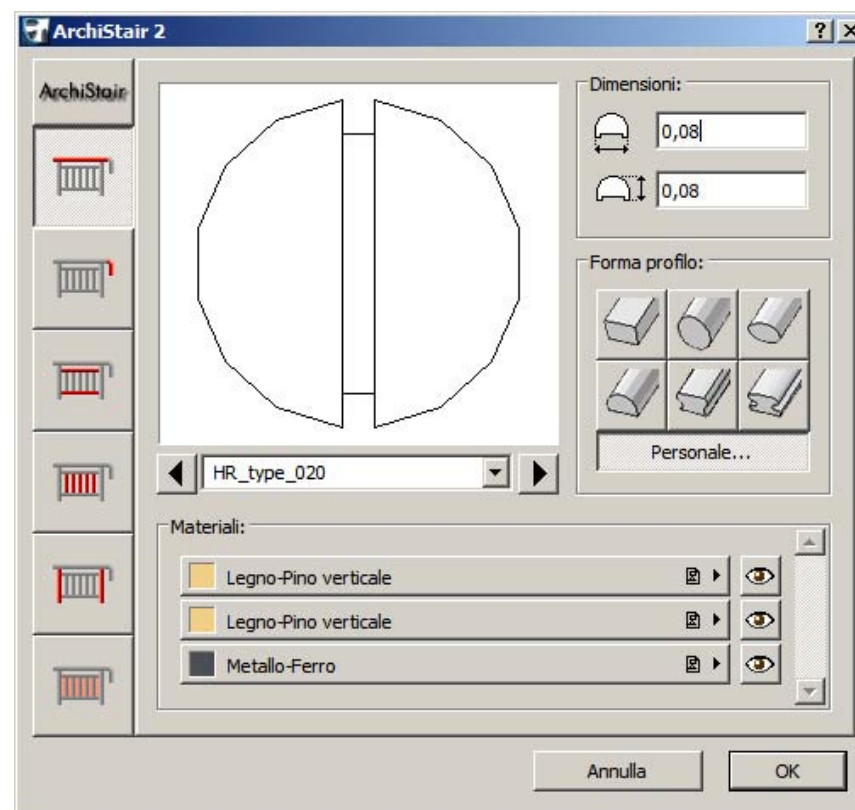 ArchiStair 2
ArchiStair
Dimensioni:
0,08
0,08
Forma profilo:
Personale...
HR_type_020
Materiali:
Legno-Pino verticale
Legno-Pino verticale
Metallo-Ferro
Annulla
OK